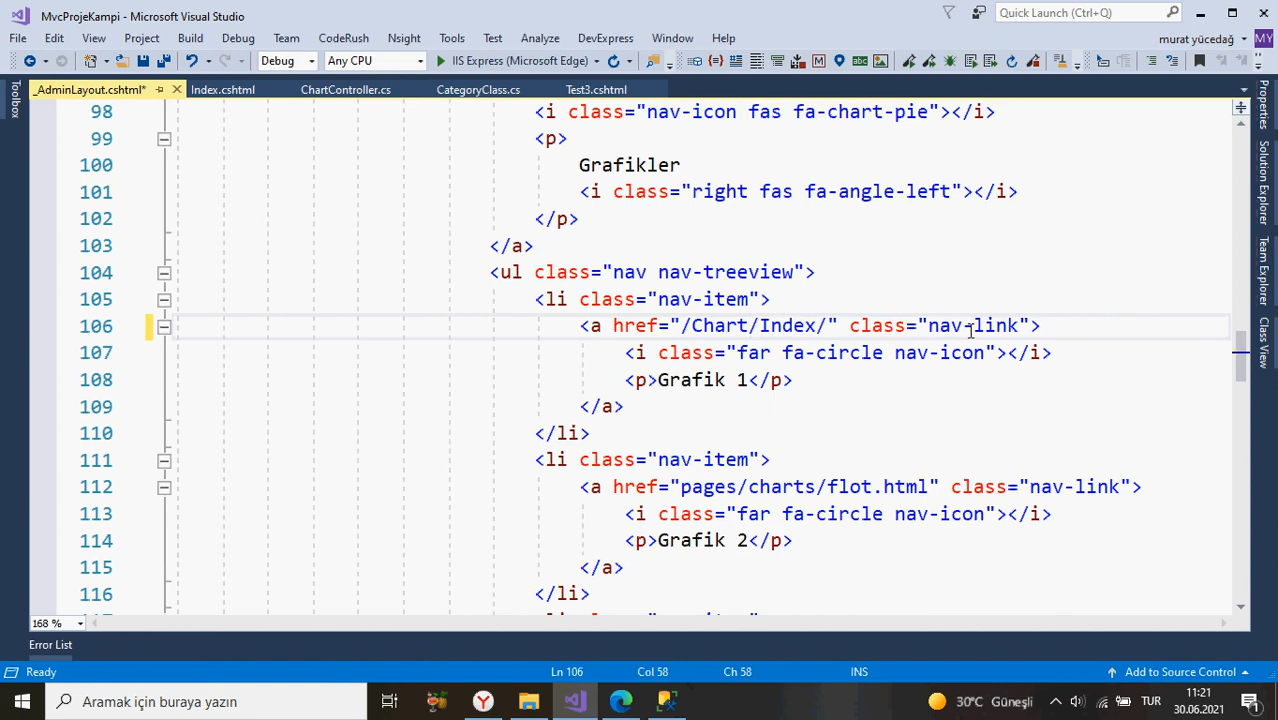 MvcProjeKampi - Microsoft Visual Studio
Quick Launch (Ctrl+Q)
File Edit View Project Build Debug Team Tools CodeRush Nsight Test Analyze DevExpress Window Help
murat yücedağ MY
Debug Any CPU IIS Express (Microsoft Edge)
abc
_AdminLayout.cshtml* Index.cshtml ChartController.cs CategoryClass.cs Test3.cshtml
Toolbox
Properties
Solution Explorer
Team Explorer
Class View
98 <i class="nav-icon fas fa-chart-pie"></i>
99 <p>
100 Grafikler
101 <i class="right fas fa-angle-left"></i>
102 </p>
103 </a>
104 <ul class="nav nav-treeview">
105 <li class="nav-item">
106 <a href="/Chart/Index/" class="nav-link">
107 <i class="far fa-circle nav-icon"></i>
108 <p>Grafik 1</p>
109 </a>
110 </li>
111 <li class="nav-item">
112 <a href="pages/charts/flot.html" class="nav-link">
113 <i class="far fa-circle nav-icon"></i>
114 <p>Grafik 2</p>
115 </a>
116 </li>
168 %
Error List
Ready Ln 106 Col 58 Ch 58 INS Add to Source Control
Aramak için buraya yazın
30°C Güneşli TUR 11:21
30.06.2021